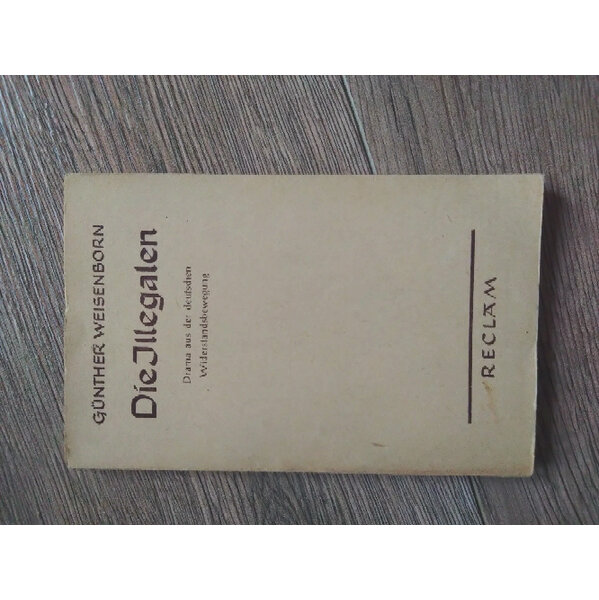 GÜNTHER WEISENBORN
Die Illegalen
Drama aus der deutschen
Widerstandsbewegung
RECLAM